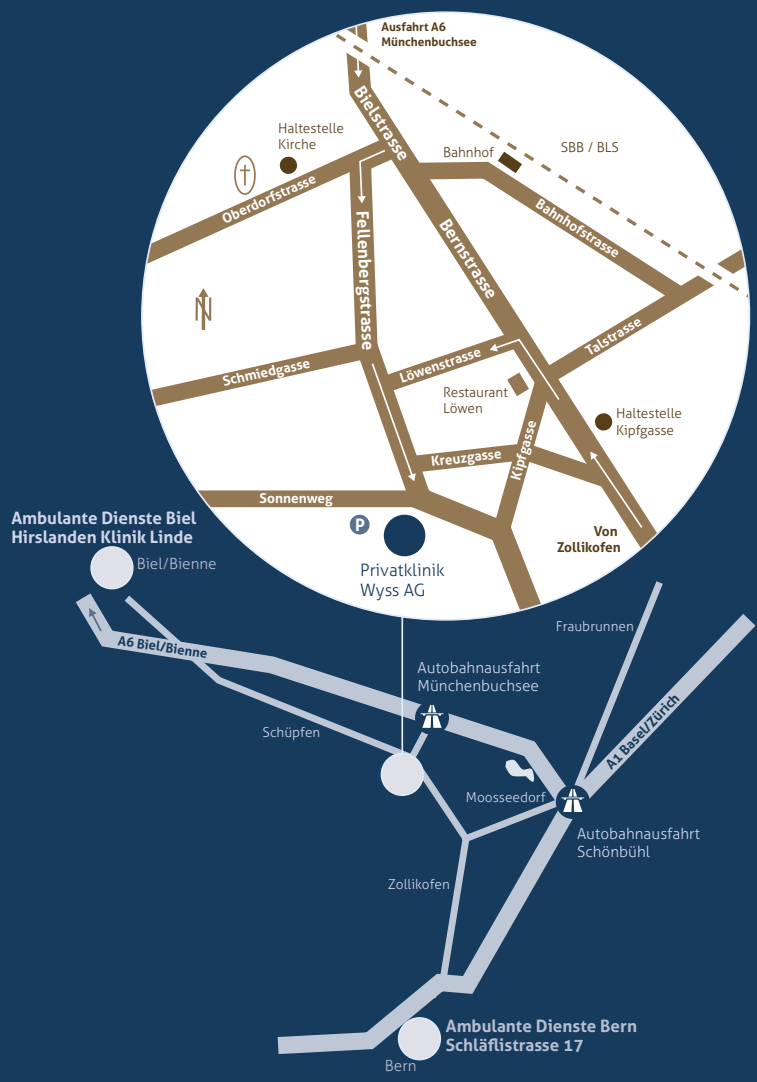 Ausfahrt A6
Münchenbuchsee
Bielstrasse
Haltestelle
Kirche
Bahnhof
SBB / BLS
Oberdorfstrasse
Fellenbergstrasse
Bernstrasse
Bahnhofstrasse
N
Talstrasse
Löwenstrasse
Schmiedgasse
Restaurant
Löwen
Haltestelle
Kipfgasse
Kipfgasse
Kreuzgasse
Sonnenweg
P
Von
Zollikofen
Privatklinik
Wyss AG
Ambulante Dienste Biel
Hirslanden Klinik Linde
Biel/Bienne
A6 Biel/Bienne
Fraubrunnen
Autobahnausfahrt
Münchenbuchsee
Schüpfen
A1 Basel/Zürich
Moosseedorf
Autobahnausfahrt
Schönbühl
Zollikofen
Ambulante Dienste Bern
Schläflistrasse 17
Bern